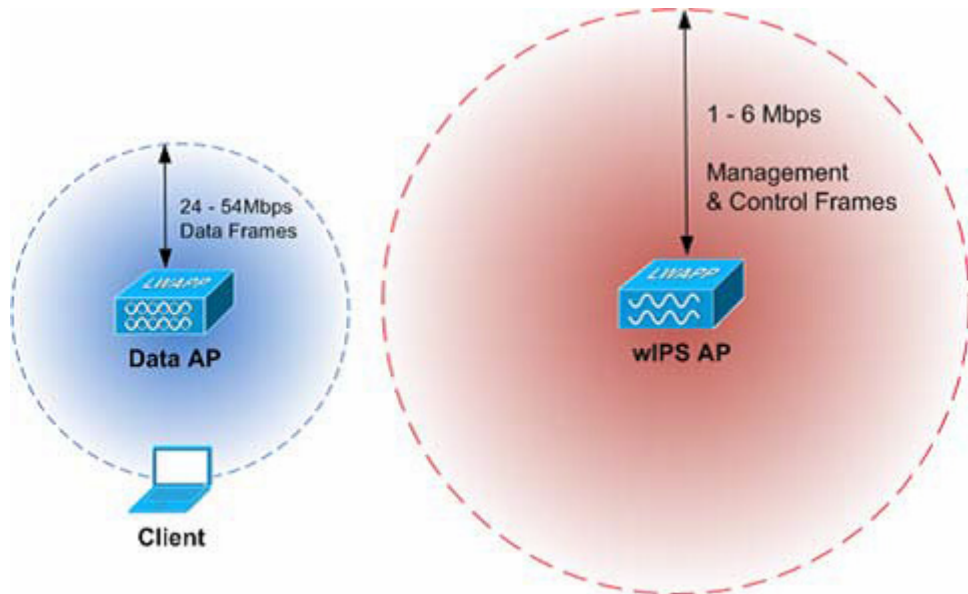 24 - 54Mbps
Data Frames
LWAPP
Data AP
Client
1 - 6 Mbps
Management
& Control Frames
LWAPP
wIPS AP